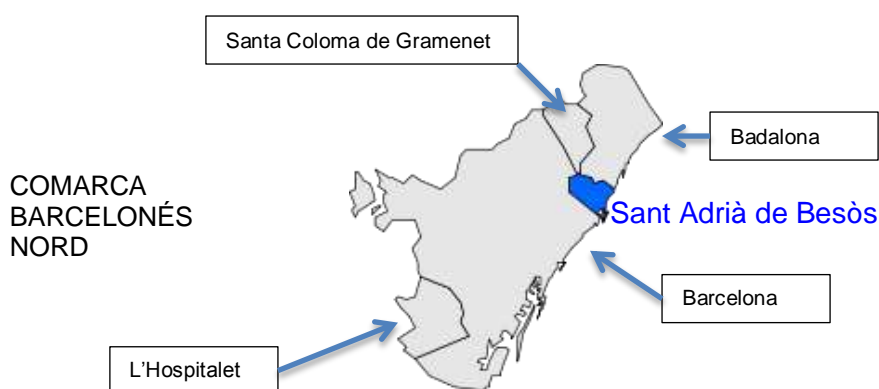 Santa Coloma de Gramenet
Badalona
COMARCA
BARCELONÉS
NORD
Sant Adrià de Besòs
Barcelona
L'Hospitalet